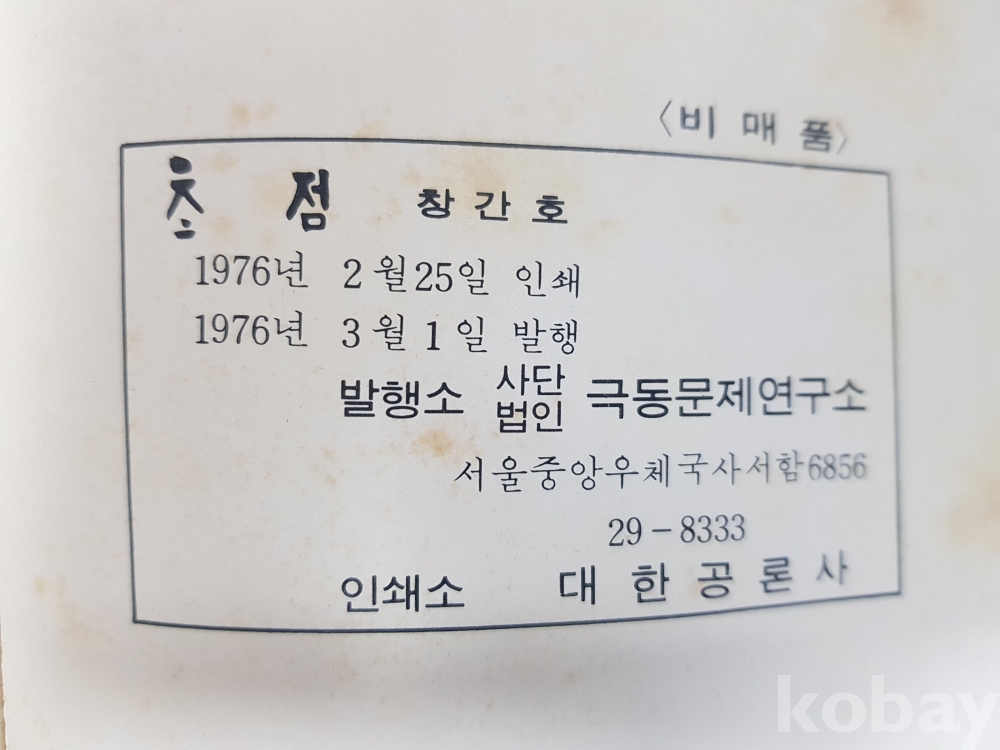 〈비 매 품〉
초 점 창간호
1976년 2월25일 인쇄
1976년 3월 1일 발행
발행소 사단법인 극동문제연구소
서울중앙우체국사서함6856
29－8333
인쇄소 대한공론사
kobay